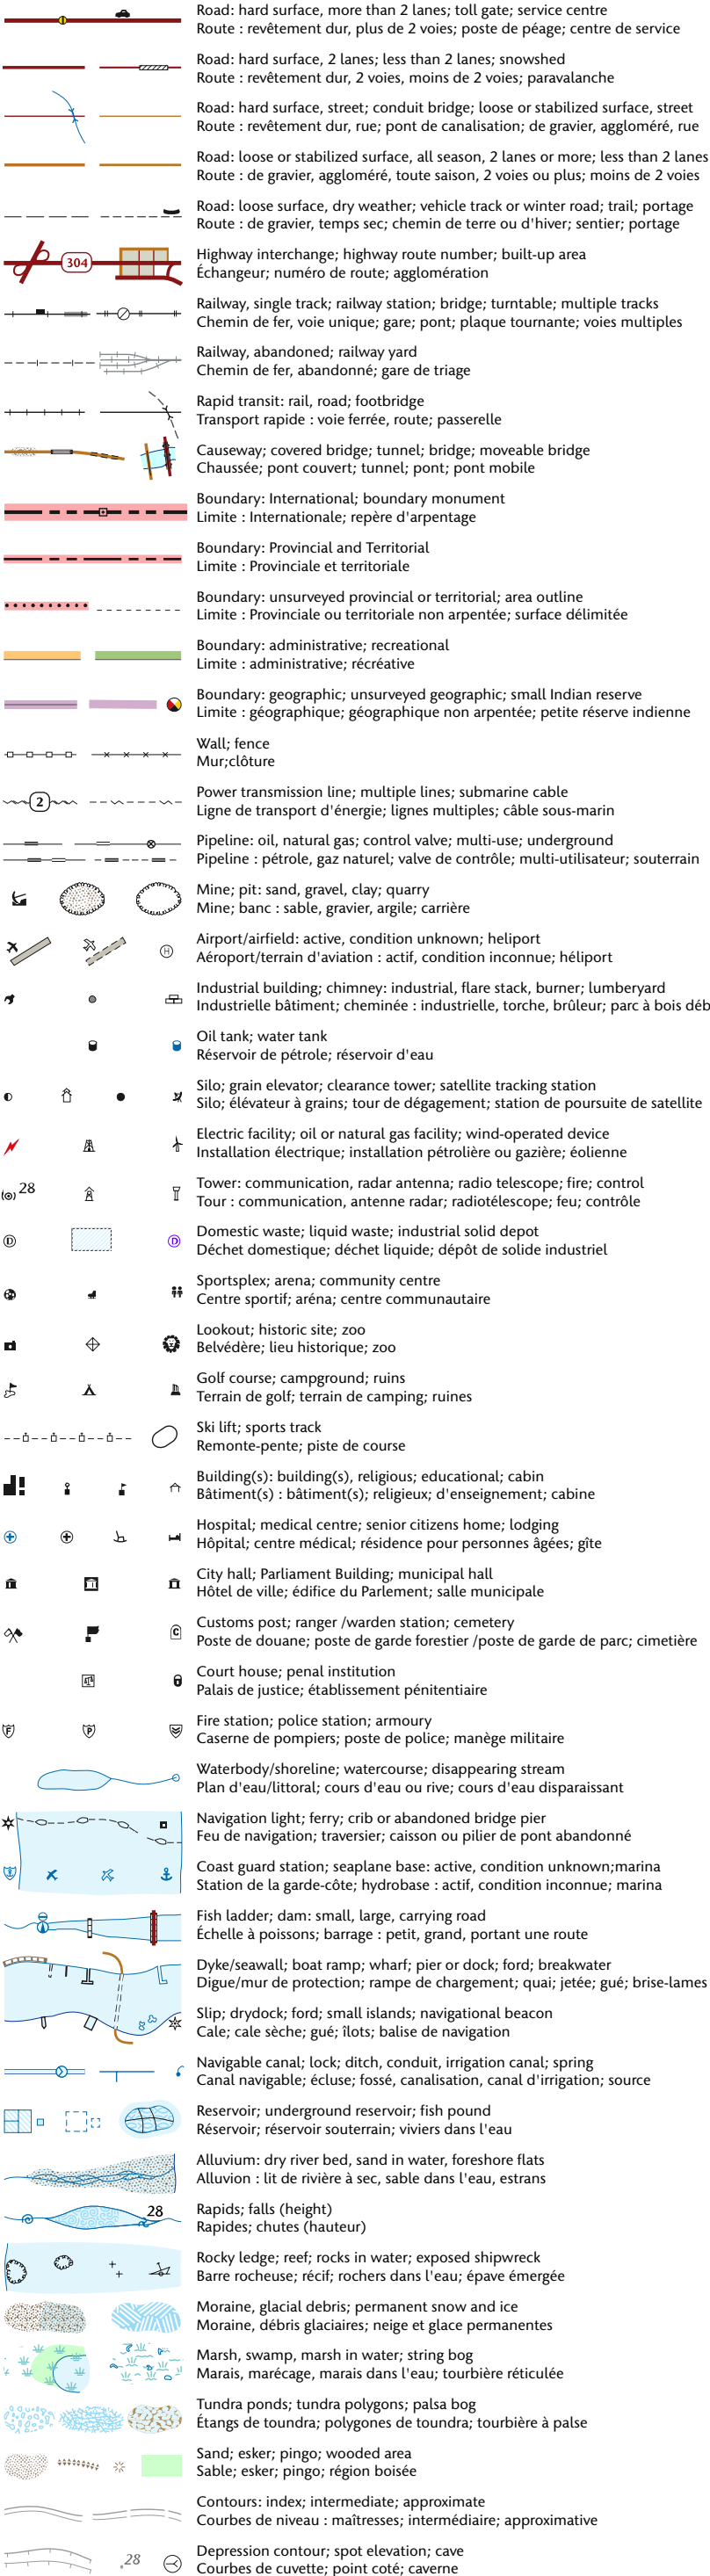 Road: hard surface, more than 2 lanes; toll gate; service centre
Route : revêtement dur, plus de 2 voies; poste de péage; centre de service
Road: hard surface, 2 lanes; less than 2 lanes; snowshed
Route : revêtement dur, 2 voies, moins de 2 voies; paravalanche
Road: hard surface, street; conduit bridge; loose or stabilized surface, street
Route : revêtement dur, rue; pont de canalisation; de gravier, aggloméré, rue
Road: loose or stabilized surface, all season, 2 lanes or more; less than 2 lanes
Route : de gravier, aggloméré, toute saison, 2 voies ou plus; moins de 2 voies
Road: loose surface, dry weather; vehicle track or winter road; trail; portage
Route : de gravier, temps sec; chemin de terre ou d'hiver; sentier; portage
304
Highway interchange; highway route number; built-up area
Échangeur; numéro de route; agglomération
Railway, single track; railway station; bridge; turntable; multiple tracks
Chemin de fer, voie unique; gare; pont; plaque tournante; voies multiples
Railway, abandoned; railway yard
Chemin de fer, abandonné; gare de triage
Rapid transit: rail, road; footbridge
Transport rapide : voie ferrée, route; passerelle
Causeway; covered bridge; tunnel; bridge; moveable bridge
Chaussée; pont couvert; tunnel; pont; pont mobile
Boundary: International; boundary monument
Limite : Internationale; repère d'arpentage
Boundary: Provincial and Territorial
Limite : Provinciale et territoriale
Boundary: unsurveyed provincial or territorial; area outline
Limite : Provinciale ou territoriale non arpentée; surface délimitée
Boundary: administrative; recreational
Limite : administrative; récréative
Boundary: geographic; unsurveyed geographic; small Indian reserve
Limite : géographique; géographique non arpentée; petite réserve indienne
Wall; fence
Mur;clôture
2
Power transmission line; multiple lines; submarine cable
Ligne de transport d'énergie; lignes multiples; câble sous-marin
Pipeline: oil, natural gas; control valve; multi-use; underground
Pipeline : pétrole, gaz naturel; valve de contrôle; multi-utilisateur; souterrain
Mine; pit: sand, gravel, clay; quarry
Mine; banc : sable, gravier, argile; carrière
H
Airport/airfield: active, condition unknown; heliport
Aéroport/terrain d'aviation : actif, condition inconnue; héliport
Industrial building; chimney: industrial, flare stack, burner; lumberyard
Industrielle bâtiment; cheminée : industrielle, torche, brûleur; parc à bois déb
Oil tank; water tank
Réservoir de pétrole; réservoir d'eau
Silo; grain elevator; clearance tower; satellite tracking station
Silo; élévateur à grains; tour de dégagement; station de poursuite de satellite
Electric facility; oil or natural gas facility; wind-operated device
Installation électrique; installation pétrolière ou gazière; éolienne
28
Tower: communication, radar antenna; radio telescope; fire; control
Tour : communication, antenne radar; radiotélescope; feu; contrôle
D D
Domestic waste; liquid waste; industrial solid depot
Déchet domestique; déchet liquide; dépôt de solide industriel
Sportsplex; arena; community centre
Centre sportif; aréna; centre communautaire
Lookout; historic site; zoo
Belvédère; lieu historique; zoo
Golf course; campground; ruins
Terrain de golf; terrain de camping; ruines
Ski lift; sports track
Remonte-pente; piste de course
Building(s): building(s), religious; educational; cabin
Bâtiment(s) : bâtiment(s); religieux; d'enseignement; cabine
Hospital; medical centre; senior citizens home; lodging
Hôpital; centre médical; résidence pour personnes âgées; gîte
City hall; Parliament Building; municipal hall
Hôtel de ville; édifice du Parlement; salle municipale
C
Customs post; ranger /warden station; cemetery
Poste de douane; poste de garde forestier /poste de garde de parc; cimetière
Court house; penal institution
Palais de justice; établissement pénitentiaire
F P
Fire station; police station; armoury
Caserne de pompiers; poste de police; manège militaire
Waterbody/shoreline; watercourse; disappearing stream
Plan d'eau/littoral; cours d'eau ou rive; cours d'eau disparaissant
Navigation light; ferry; crib or abandoned bridge pier
Feu de navigation; traversier; caisson ou pilier de pont abandonné
Coast guard station; seaplane base: active, condition unknown;marina
Station de la garde-côte; hydrobase : actif, condition inconnue; marina
Fish ladder; dam: small, large, carrying road
Échelle à poissons; barrage : petit, grand, portant une route
Dyke/seawall; boat ramp; wharf; pier or dock; ford; breakwater
Digue/mur de protection; rampe de chargement; quai; jetée; gué; brise-lames
Slip; drydock; ford; small islands; navigational beacon
Cale; cale sèche; gué; îlots; balise de navigation
Navigable canal; lock; ditch, conduit, irrigation canal; spring
Canal navigable; écluse; fossé, canalisation, canal d'irrigation; source
Reservoir; underground reservoir; fish pound
Réservoir; réservoir souterrain; viviers dans l'eau
Alluvium: dry river bed, sand in water, foreshore flats
Alluvion : lit de rivière à sec, sable dans l'eau, estrans
28
Rapids; falls (height)
Rapides; chutes (hauteur)
Rocky ledge; reef; rocks in water; exposed shipwreck
Barre rocheuse; récif; rochers dans l'eau; épave émergée
Moraine, glacial debris; permanent snow and ice
Moraine, débris glaciaires; neige et glace permanentes
Marsh, swamp, marsh in water; string bog
Marais, marécage, marais dans l'eau; tourbière réticulée
Tundra ponds; tundra polygons; palsa bog
Étangs de toundra; polygones de toundra; tourbière à palse
Sand; esker; pingo; wooded area
Sable; esker; pingo; région boisée
Contours: index; intermediate; approximate
Courbes de niveau : maîtresses; intermédiaire; approximative
.28
Depression contour; spot elevation; cave
Courbes de cuvette; point coté; caverne